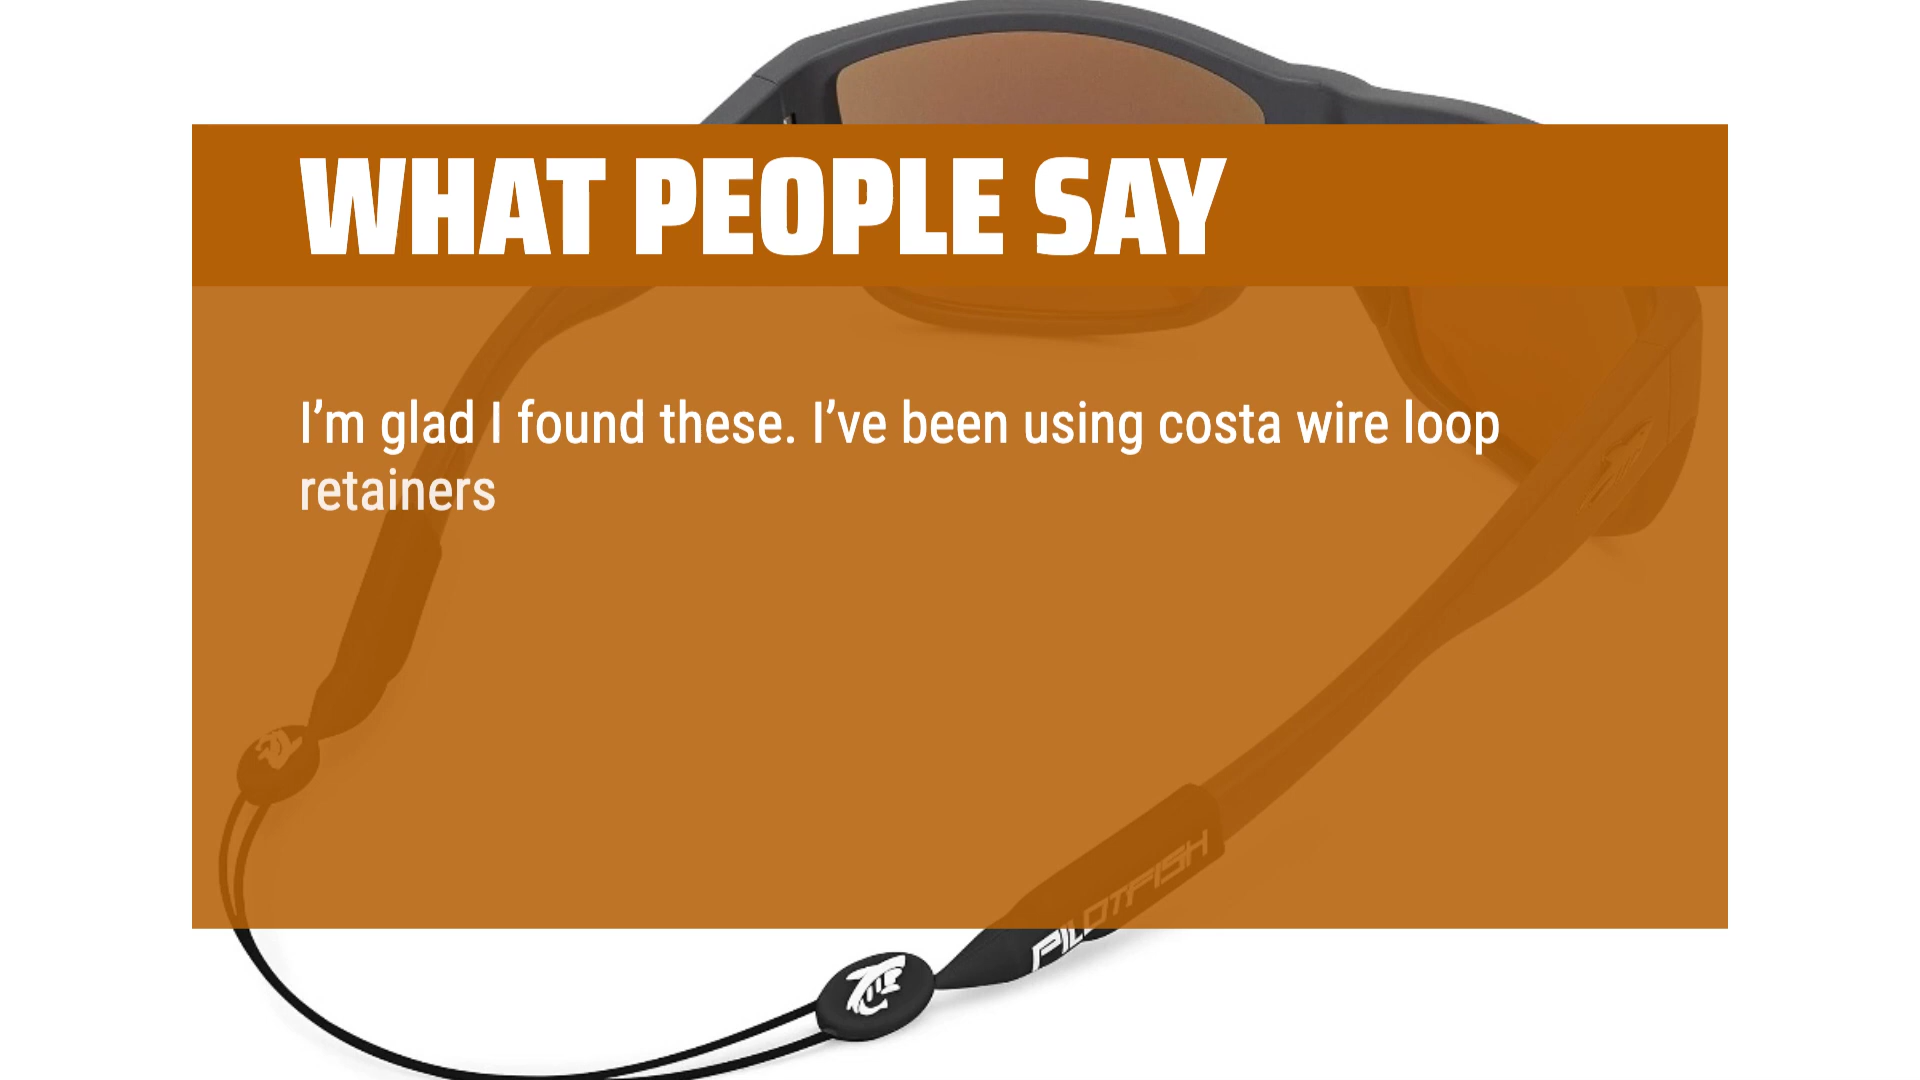 WHAT PEOPLE SAY
I’m glad I found these. I’ve been using costa wire loop
retainers
PILOTFISH